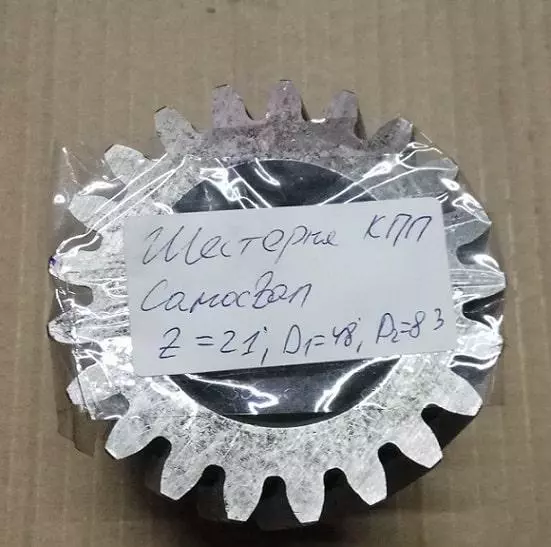 Шестерня КПП
Самосвал
Z = 21; D₁=48; D₂=83